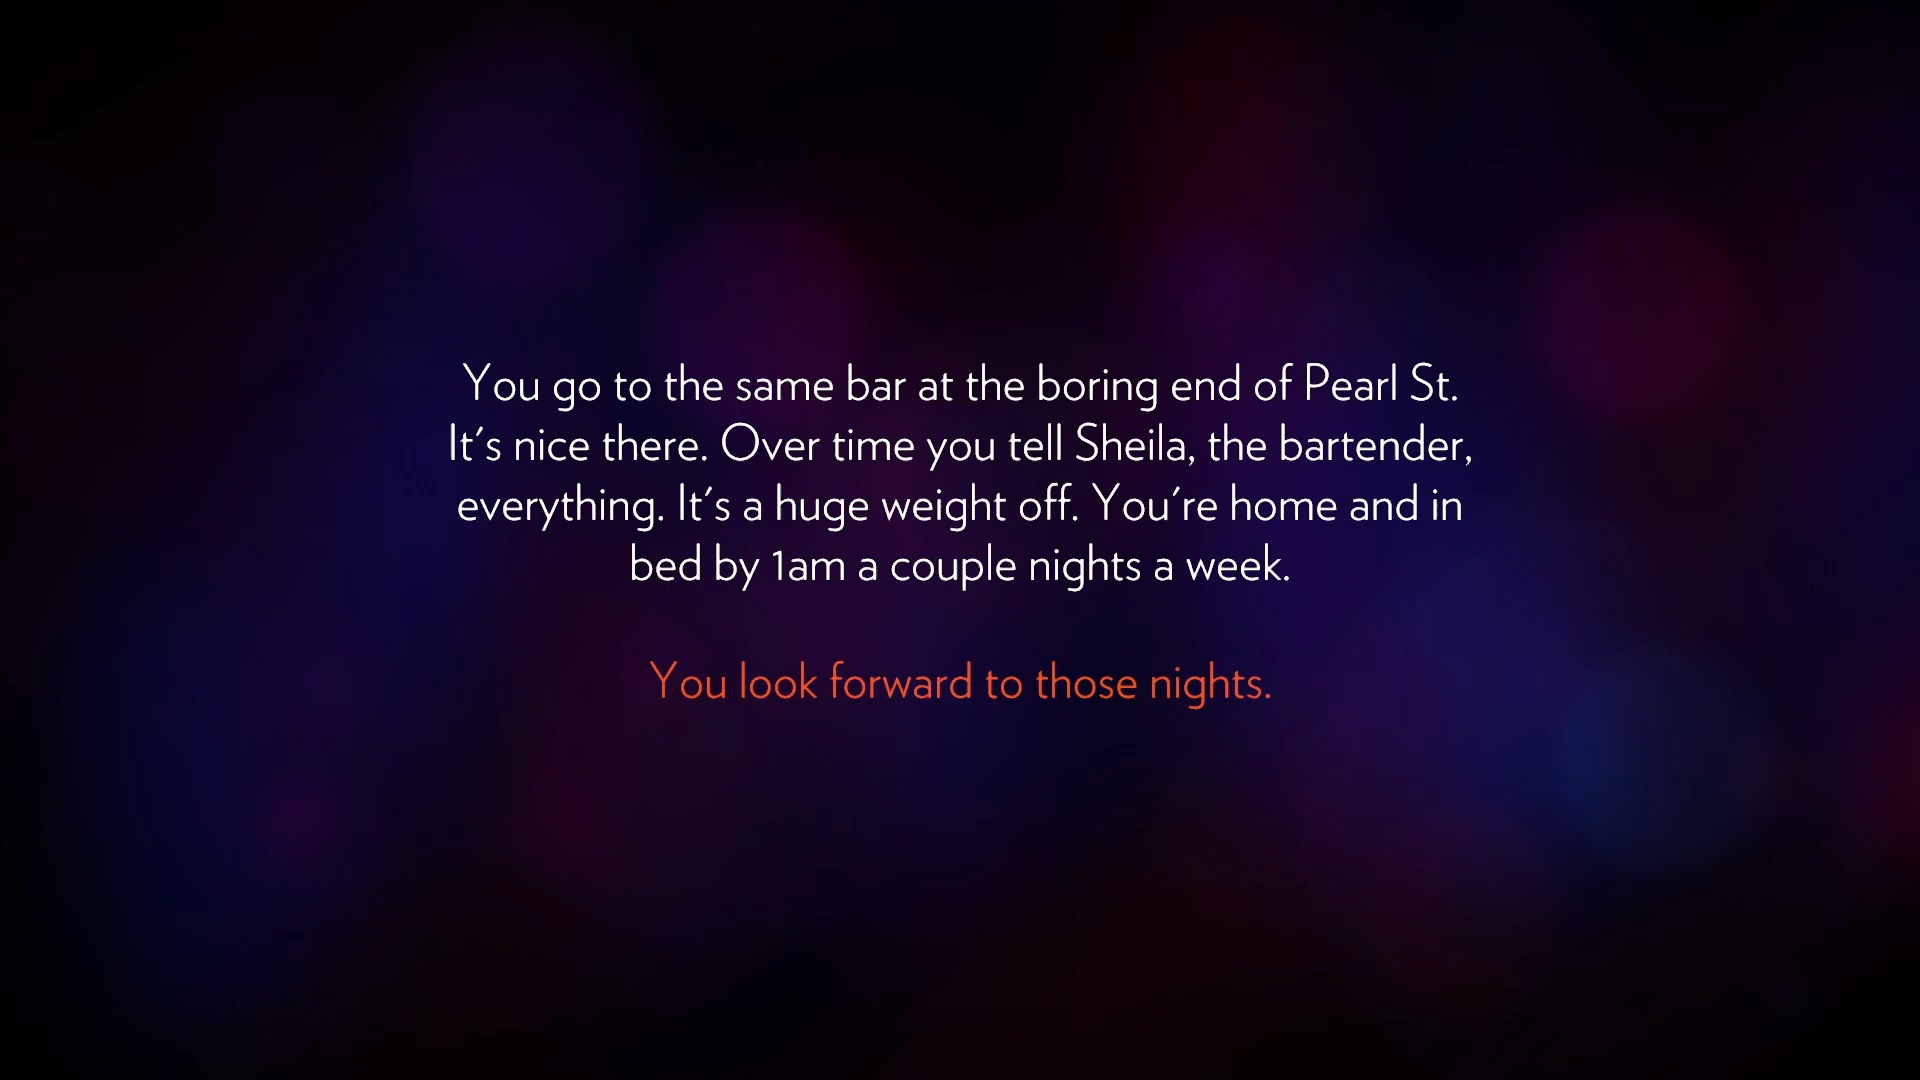 You go to the same bar at the boring end of Pearl St.
It's nice there. Over time you tell Sheila, the bartender,
everything. It's a huge weight off. You're home and in
bed by 1am a couple nights a week.
You look forward to those nights.